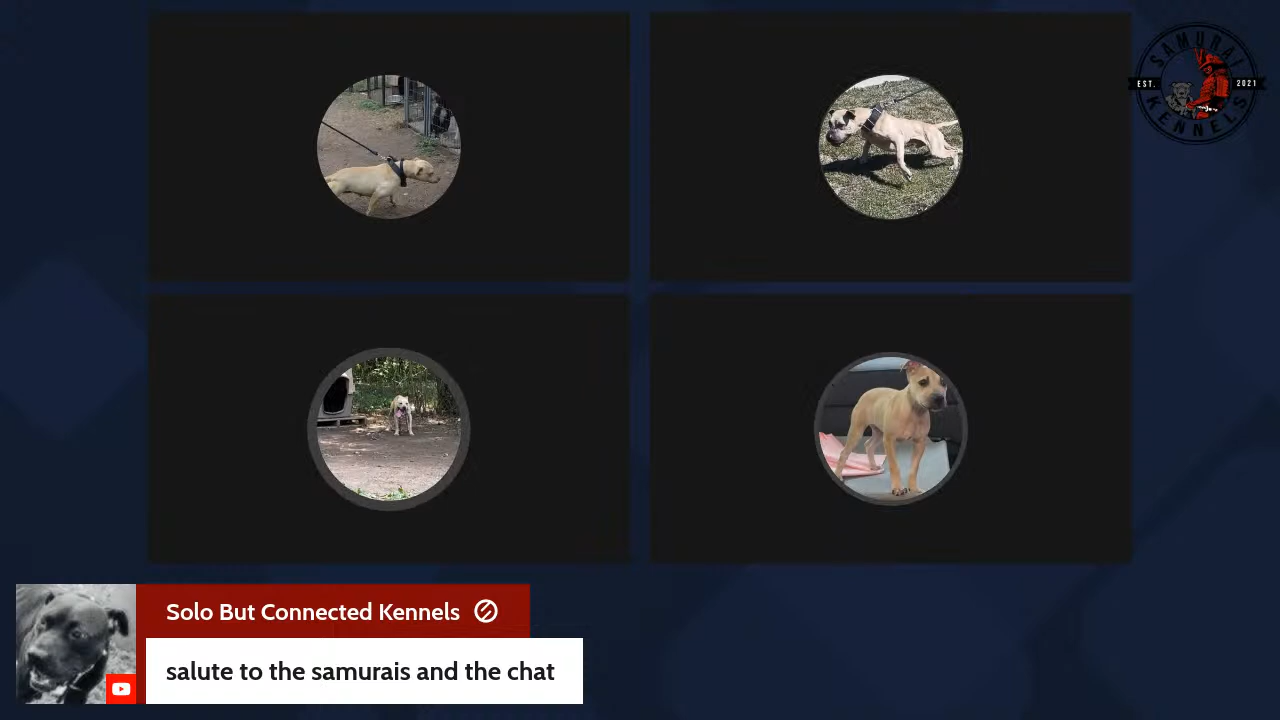 SAMURAI
EST. 2021
KENNELS
Solo But Connected Kennels
salute to the samurais and the chat